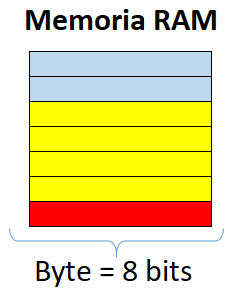 Memoria RAM
Byte = 8 bits